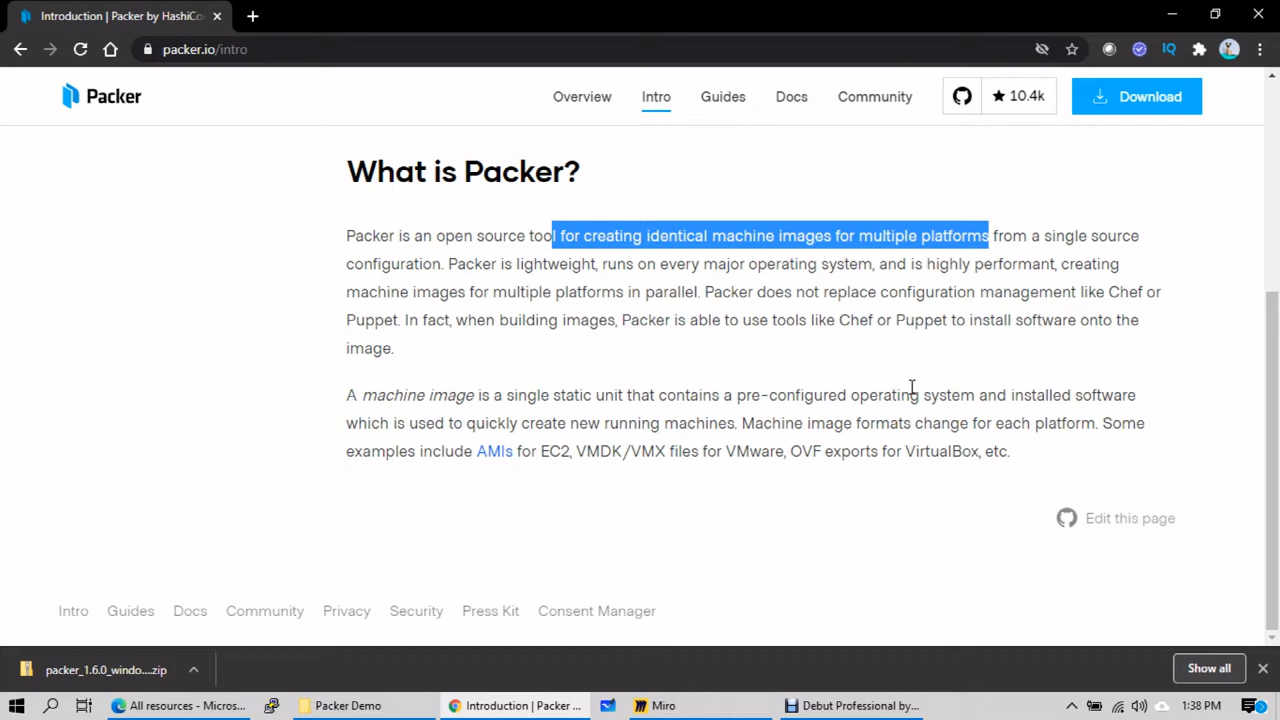 Introduction | Packer by HashiCo
packer.io/intro
IQ
Packer
Overview
Intro
Guides
Docs
Community
★ 10.4k
Download
What is Packer?
Packer is an open source tool for creating identical machine images for multiple platforms from a single source
configuration. Packer is lightweight, runs on every major operating system, and is highly performant, creating
machine images for multiple platforms in parallel. Packer does not replace configuration management like Chef or
Puppet. In fact, when building images, Packer is able to use tools like Chef or Puppet to install software onto the
image.
A machine image is a single static unit that contains a pre-configured operating system and installed software
which is used to quickly create new running machines. Machine image formats change for each platform. Some
examples include AMIs for EC2, VMDK/VMX files for VMware, OVF exports for VirtualBox, etc.
Edit this page
Intro
Guides
Docs
Community
Privacy
Security
Press Kit
Consent Manager
packer_1.6.0_windo....zip
Show all
All resources - Micros...
Packer Demo
Introduction | Packer ...
Miro
Debut Professional by...
1:38 PM